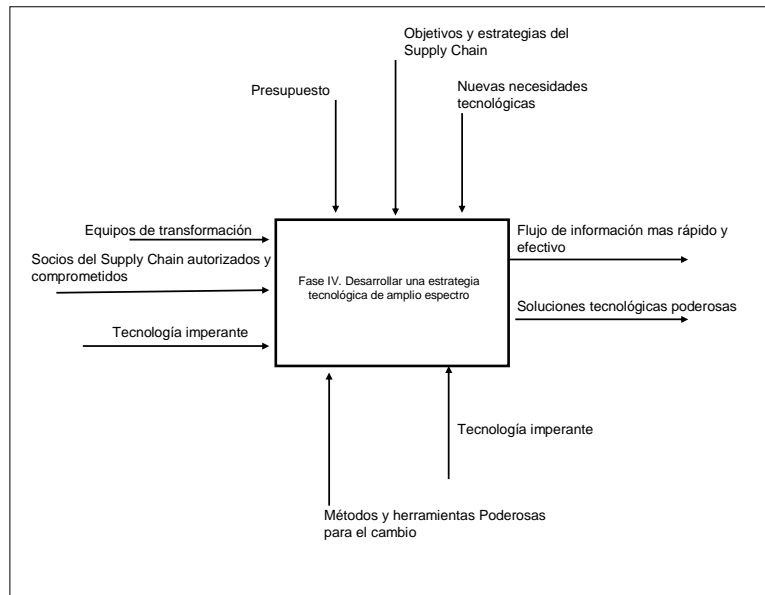 Objetivos y estrategias del
Supply Chain
Presupuesto
Nuevas necesidades
tecnológicas
Equipos de transformación
Socios del Supply Chain autorizados y
comprometidos
Tecnología imperante
Fase IV. Desarrollar una estrategia
tecnológica de amplio espectro
Flujo de información mas rápido y
efectivo
Soluciones tecnológicas poderosas
Tecnología imperante
Métodos y herramientas Poderosas
para el cambio